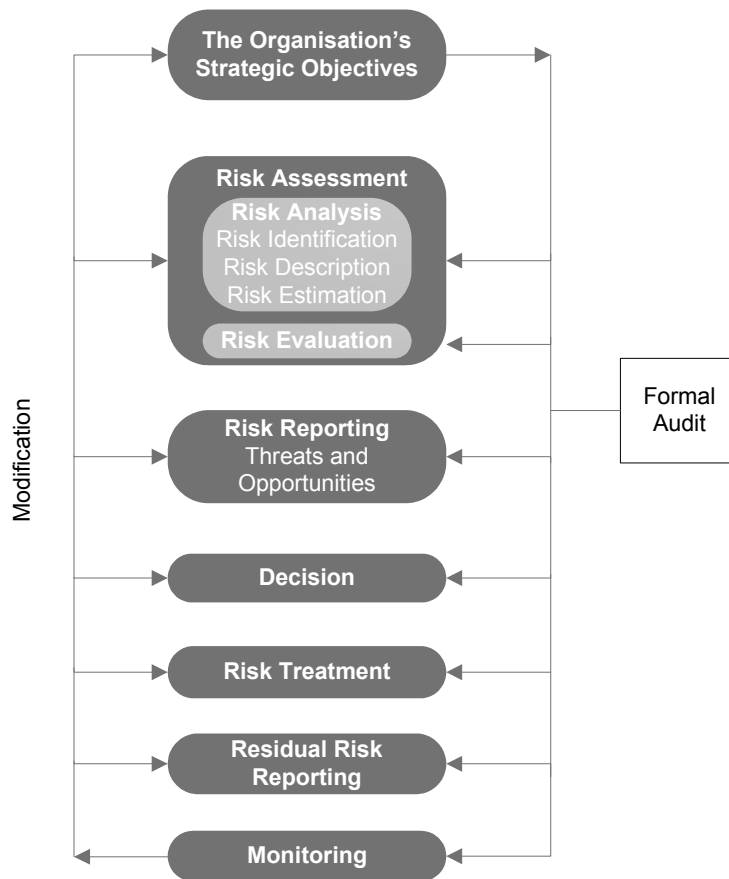 The Organisation's
Strategic Objectives
Risk Assessment
Risk Analysis
Risk Identification
Risk Description
Risk Estimation
Risk Evaluation
Modification
Formal
Audit
Risk Reporting
Threats and
Opportunities
Decision
Risk Treatment
Residual Risk
Reporting
Monitoring